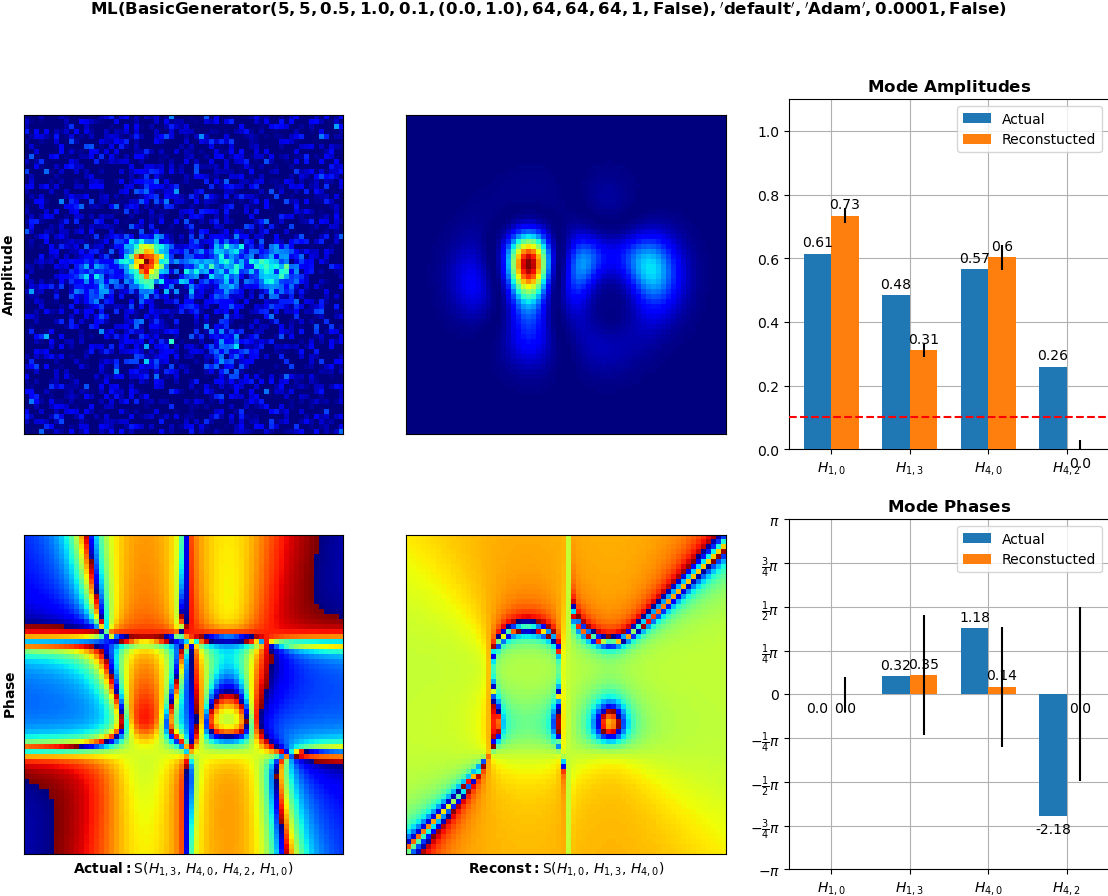 ML(BasicGenerator(5, 5, 0.5, 1.0, 0.1, (0.0, 1.0), 64, 64, 64, 1, False), ′default′, ′Adam′, 0.0001, False)
Amplitude
Mode Amplitudes
Actual
Reconstucted
1.0
0.8
0.6
0.4
0.2
0.0
0.61
0.73
0.48
0.31
0.57
0.6
0.26
0.0
H1,0
H1,3
H4,0
H4,2
Phase
Actual: S(H1,3, H4,0, H4,2, H1,0)
Reconst: S(H1,0, H1,3, H4,0)
Mode Phases
Actual
Reconstucted
π
3/4π
1/2π
1/4π
0
−1/4π
−1/2π
−3/4π
−π
0.0
0.0
0.32
0.35
1.18
0.14
-2.18
0.0
H1,0
H1,3
H4,0
H4,2